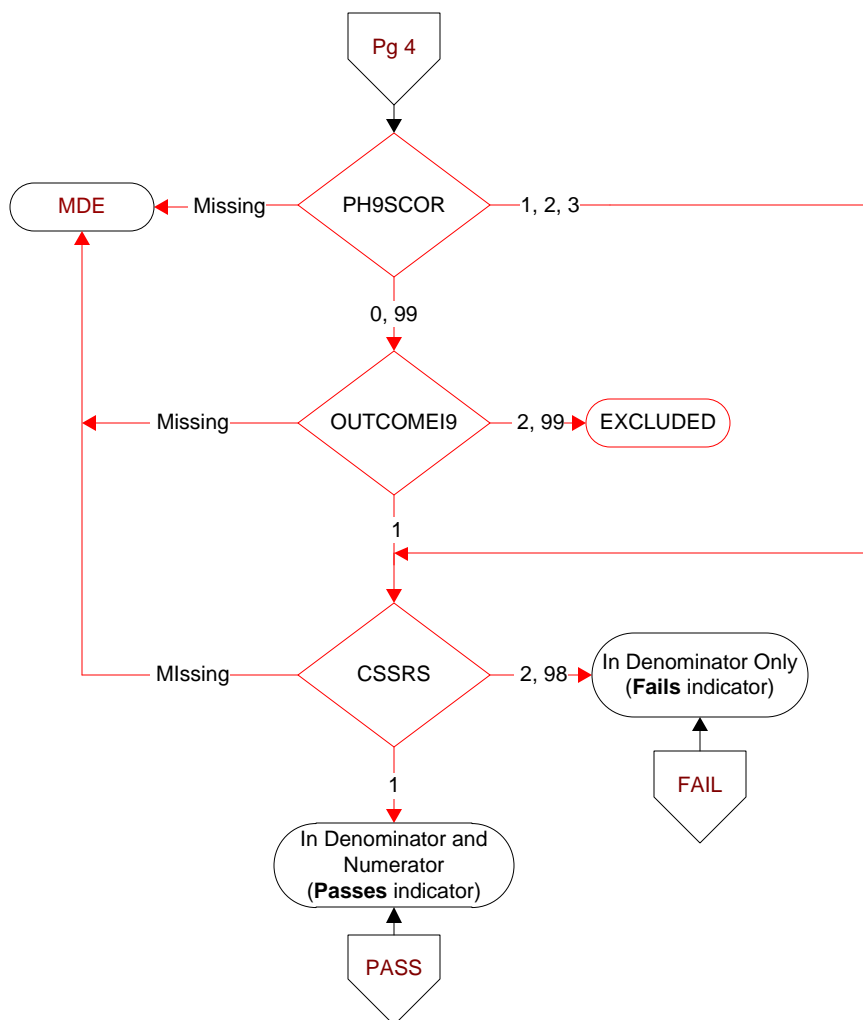 Pg 4
MDE
Missing
PH9SCOR
1, 2, 3
0, 99
Missing
OUTCOMEI9
2, 99
EXCLUDED
1
MIssing
CSSRS
2, 98
In Denominator Only
(Fails indicator)
1
FAIL
In Denominator and
Numerator
(Passes indicator)
PASS